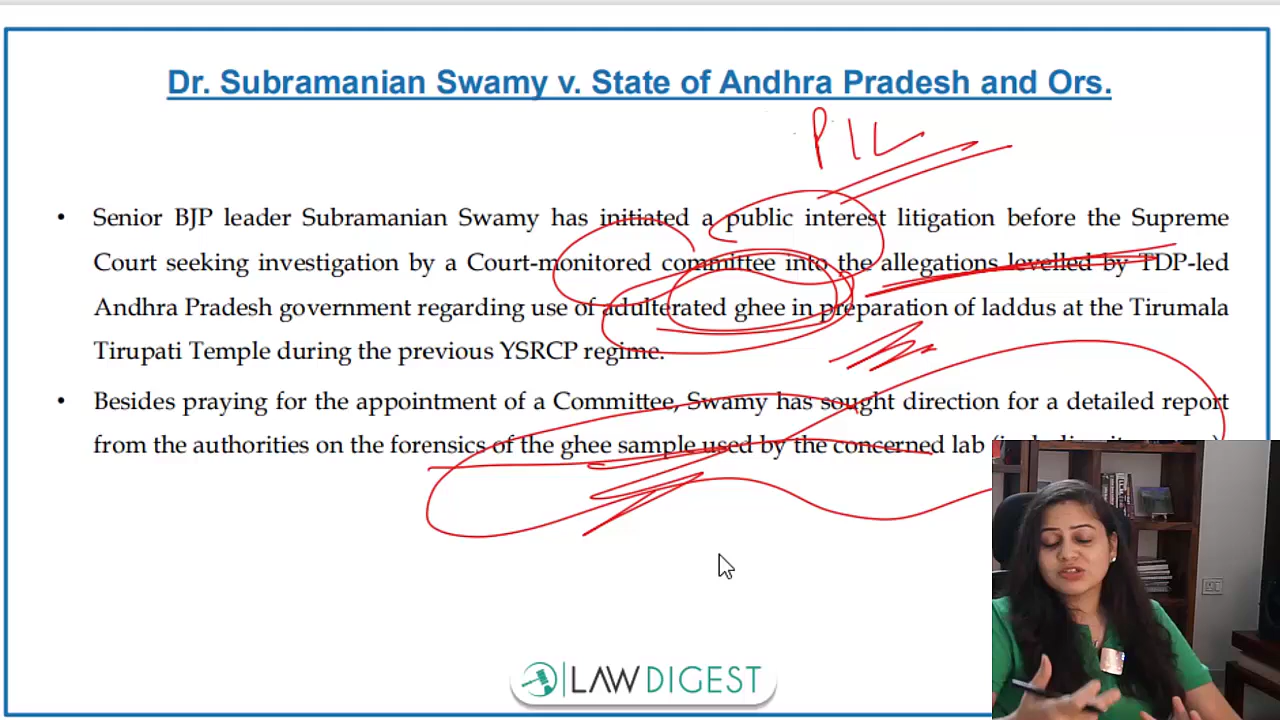 Dr. Subramanian Swamy v. State of Andhra Pradesh and Ors.
PIL
• Senior BJP leader Subramanian Swamy has initiated a public interest litigation before the Supreme
Court seeking investigation by a Court-monitored committee into the allegations levelled by TDP-led
Andhra Pradesh government regarding use of adulterated ghee in preparation of laddus at the Tirumala
Tirupati Temple during the previous YSRCP regime.
• Besides praying for the appointment of a Committee, Swamy has sought direction for a detailed report
from the authorities on the forensics of the ghee sample used by the concerned lab
LAWDIGEST